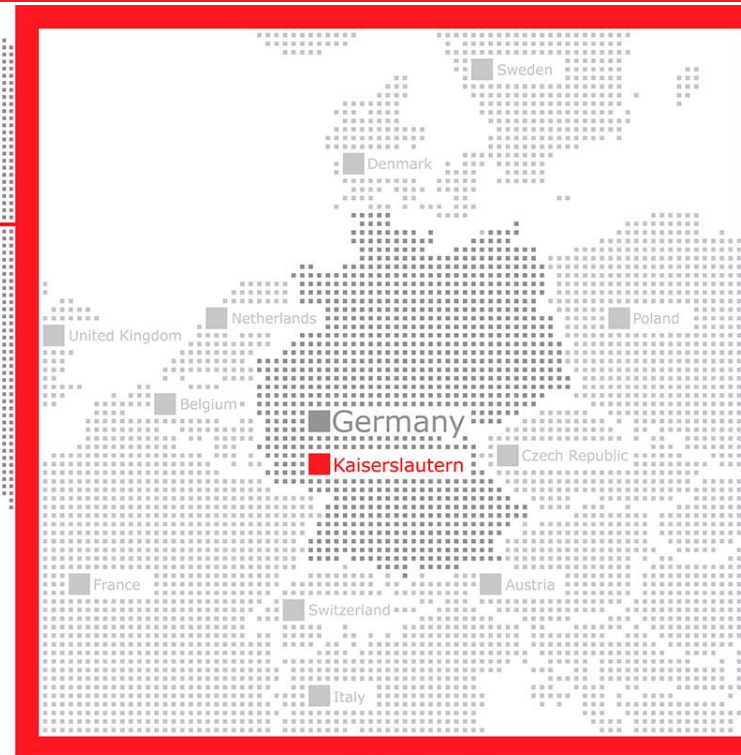 Sweden
Denmark
Netherlands
Poland
United Kingdom
Belgium
Germany
Czech Republic
Kaiserslautern
France
Austria
Switzerland
Italy